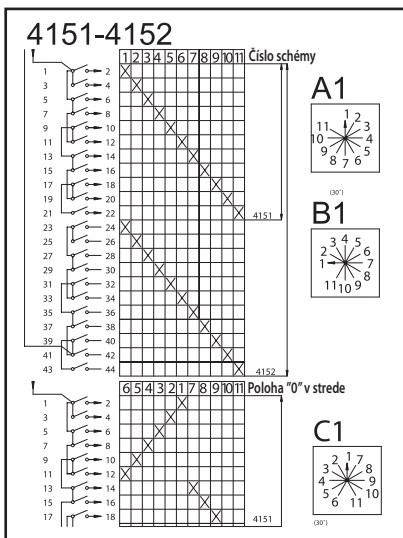 4151-4152
1 2 3 4 5 6 7 8 9 10 11 Číslo schémy
1 2 X
3 4 X
5 6 X
7 8 X
9 10 X
11 12 X
13 14 X
15 16 X
17 18 X
19 20 X
21 22 X 4151
23 24 X
25 26 X
27 28 X
29 30 X
31 32 X
33 34 X
35 36 X
37 38 X
39 40 X
41 42 X
43 44 X 4152
A1
1 2 3 4 5 6 7 8 9 10 11
(30°)
B1
1 2 3 4 5 6 7 8 9 10 11
6 5 4 3 2 1 7 8 9 10 11 Poloha "0" v strede
1 2 X
3 4 X
5 6 X
7 8 X
9 10 X
11 12 X
13 14 X
15 16 X
17 18 X 4151
C1
5 4 3 2 1 7 8 9 10 11 6
(30°)